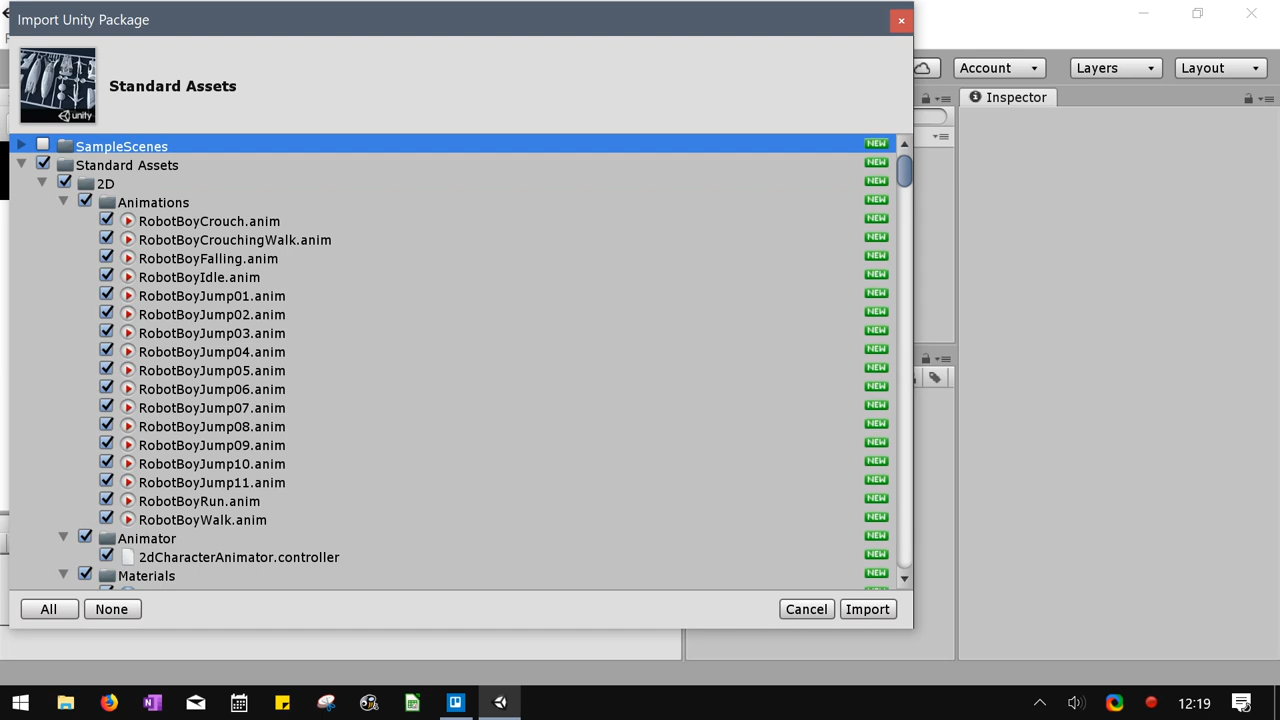 Import Unity Package
×
unity
Standard Assets
Account
Layers
Layout
Inspector
SampleScenes NEW
Standard Assets NEW
2D NEW
Animations NEW
RobotBoyCrouch.anim NEW
RobotBoyCrouchingWalk.anim NEW
RobotBoyFalling.anim NEW
RobotBoyIdle.anim NEW
RobotBoyJump01.anim NEW
RobotBoyJump02.anim NEW
RobotBoyJump03.anim NEW
RobotBoyJump04.anim NEW
RobotBoyJump05.anim NEW
RobotBoyJump06.anim NEW
RobotBoyJump07.anim NEW
RobotBoyJump08.anim NEW
RobotBoyJump09.anim NEW
RobotBoyJump10.anim NEW
RobotBoyJump11.anim NEW
RobotBoyRun.anim NEW
RobotBoyWalk.anim NEW
Animator NEW
2dCharacterAnimator.controller NEW
Materials NEW
All None Cancel Import
12:19